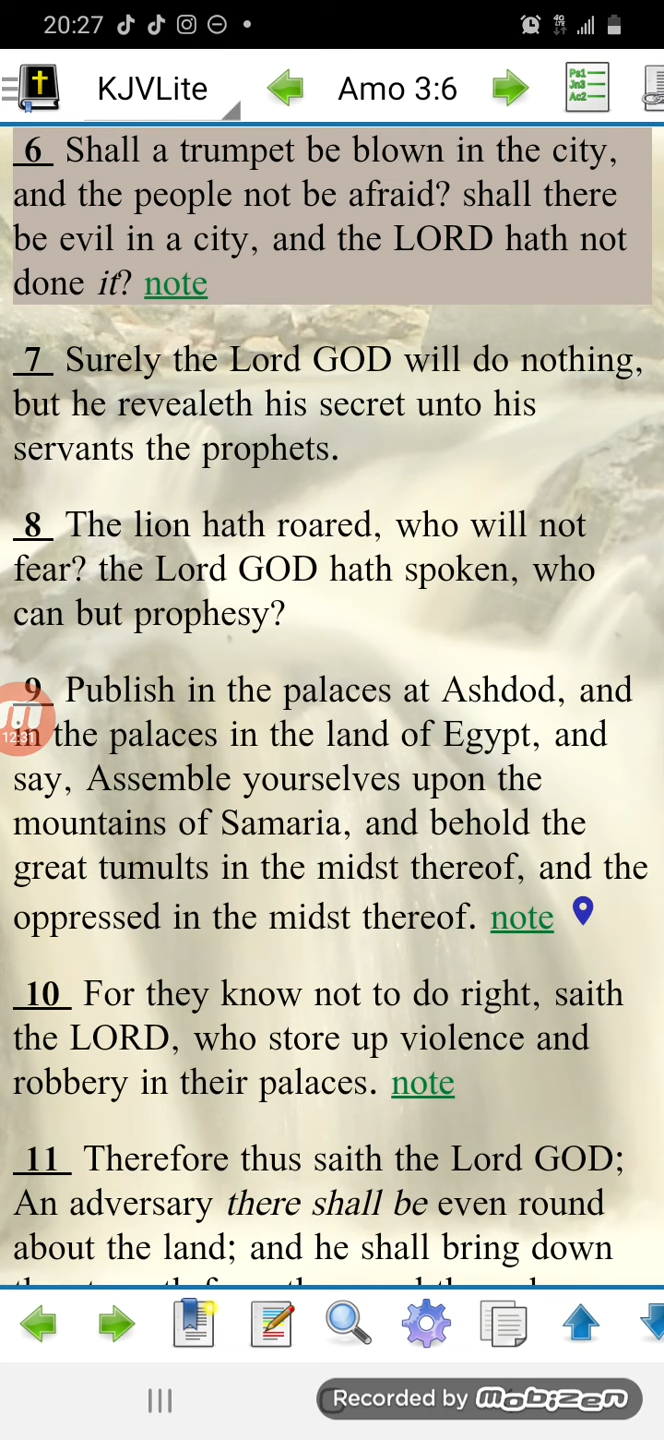 20:27
4G
LTE
KJVLite
Amo 3:6
Ps1
Jn3
Ac2
6 Shall a trumpet be blown in the city,
and the people not be afraid? shall there
be evil in a city, and the LORD hath not
done it? note
7 Surely the Lord GOD will do nothing,
but he revealeth his secret unto his
servants the prophets.
8 The lion hath roared, who will not
fear? the Lord GOD hath spoken, who
can but prophesy?
9 Publish in the palaces at Ashdod, and
12:31
in the palaces in the land of Egypt, and
say, Assemble yourselves upon the
mountains of Samaria, and behold the
great tumults in the midst thereof, and the
oppressed in the midst thereof. note
10 For they know not to do right, saith
the LORD, who store up violence and
robbery in their palaces. note
11 Therefore thus saith the Lord GOD;
An adversary there shall be even round
about the land; and he shall bring down
Recorded by mobizen